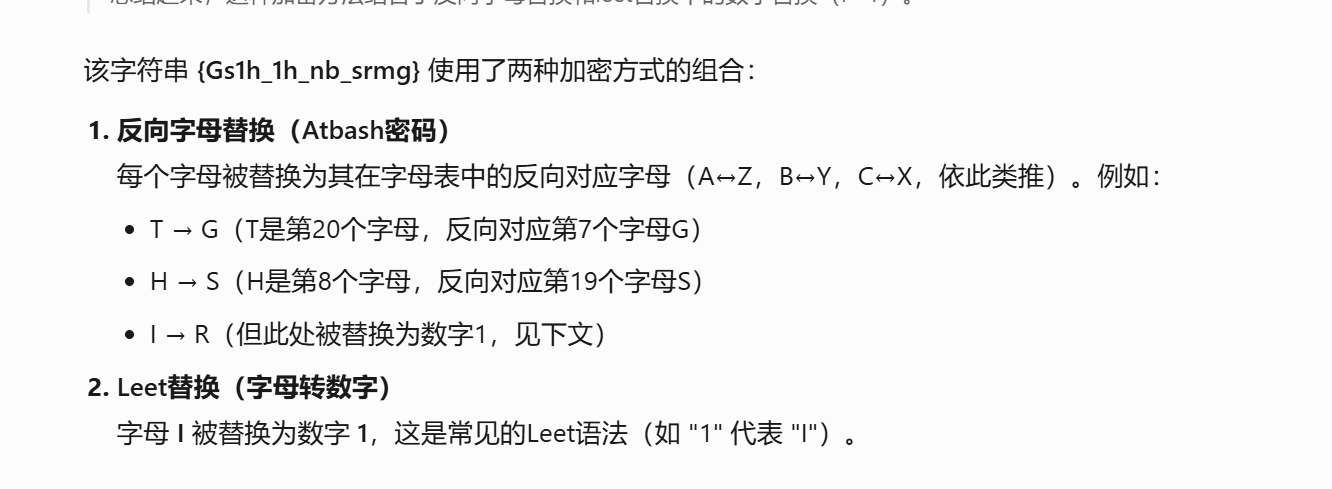 该字符串 {Gs1h_1h_nb_srmg} 使用了两种加密方式的组合：
1. 反向字母替换（Atbash密码）
每个字母被替换为其在字母表中的反向对应字母（A↔Z，B↔Y，C↔X，依此类推）。例如：
• T → G（T是第20个字母，反向对应第7个字母G）
• H → S（H是第8个字母，反向对应第19个字母S）
• I → R（但此处被替换为数字1，见下文）
2. Leet替换（字母转数字）
字母 I 被替换为数字 1，这是常见的Leet语法（如 "1" 代表 "I"）。